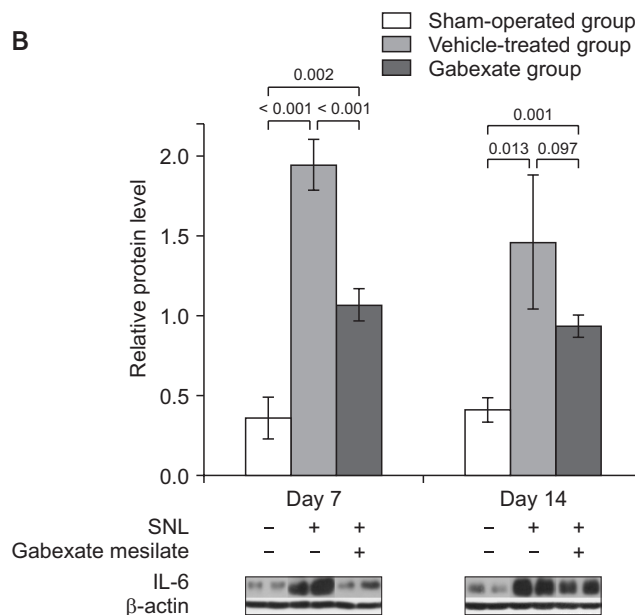 B
Sham-operated group
Vehicle-treated group
Gabexate group
0.002
< 0.001 < 0.001
0.001
0.013 0.097
Relative protein level
2.0
1.5
1.0
0.5
0.0
Day 7 Day 14
SNL – + + – + +
Gabexate mesilate + +
IL-6
β-actin